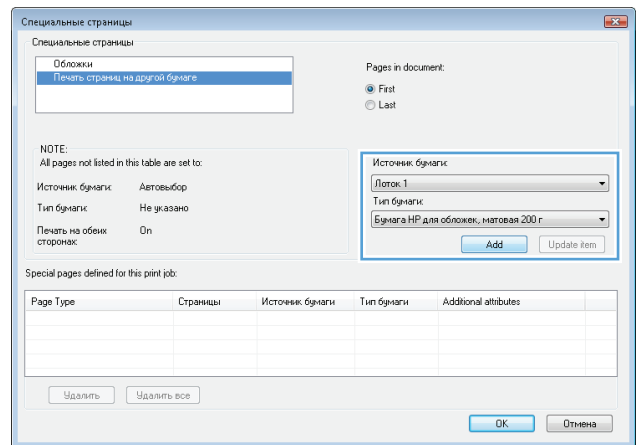 Специальные страницы
Специальные страницы
Обложки
Печать страниц на другой бумаге
Pages in document:
First
Last
NOTE:
All pages not listed in this table are set to:
Источник бумаги: Автовыбор
Тип бумаги: Не указано
Печать на обеих сторонах: On
Источник бумаги:
Лоток 1
Тип бумаги:
Бумага HP для обложек, матовая 200 г
Add Update item
Special pages defined for this print job:
Page Type Страницы Источник бумаги Тип бумаги Additional attributes
Удалить Удалить все
OK Отмена